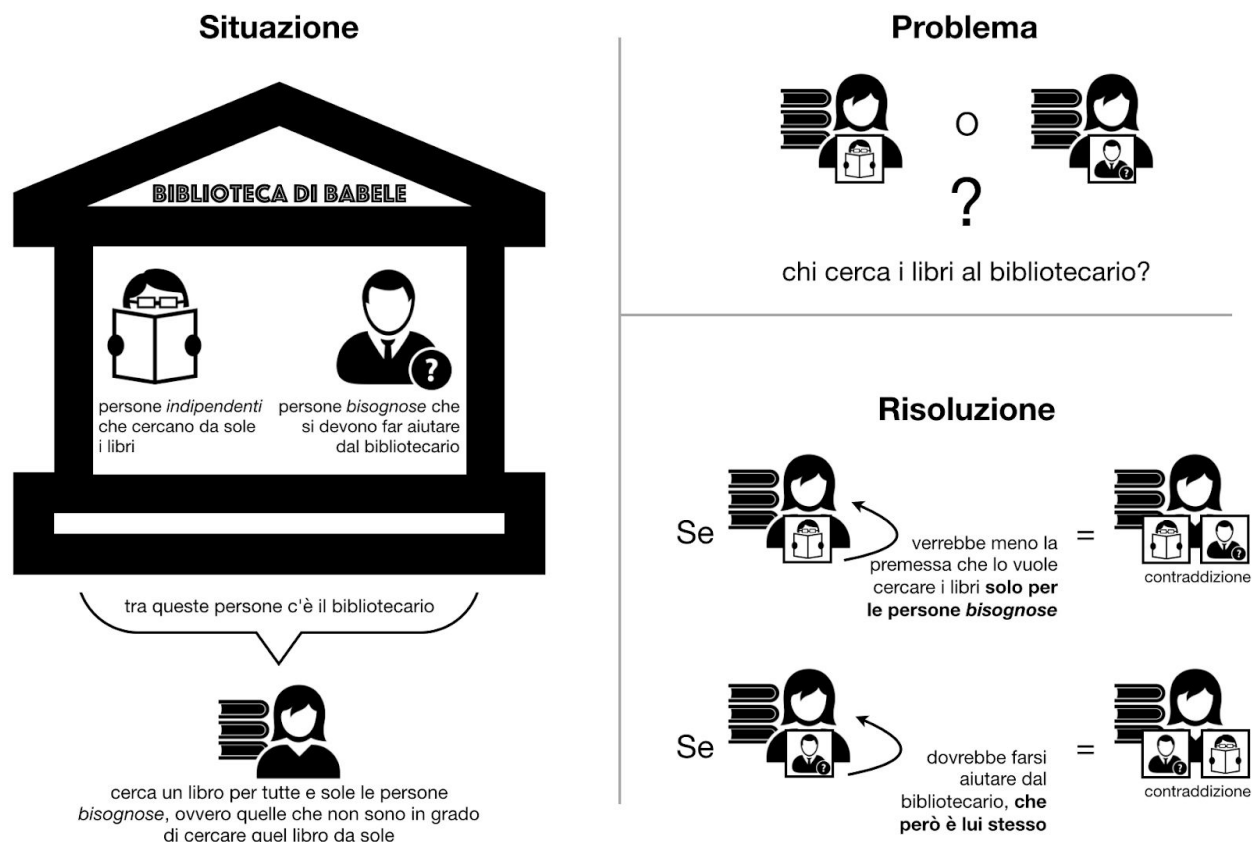 Situazione
BIBLIOTECA DI BABELE
persone indipendenti
che cercano da sole
i libri
persone bisognose che
si devono far aiutare
dal bibliotecario
?
tra queste persone c'è il bibliotecario
cerca un libro per tutte e sole le persone
bisognose, ovvero quelle che non sono in grado
di cercare quel libro da sole
Problema
o
?
?
chi cerca i libri al bibliotecario?
Risoluzione
Se
verrebbe meno la
premessa che lo vuole
cercare i libri solo per
le persone bisognose
=
?
contraddizione
Se
?
dovrebbe farsi
aiutare dal
bibliotecario, che
però è lui stesso
=
?
contraddizione